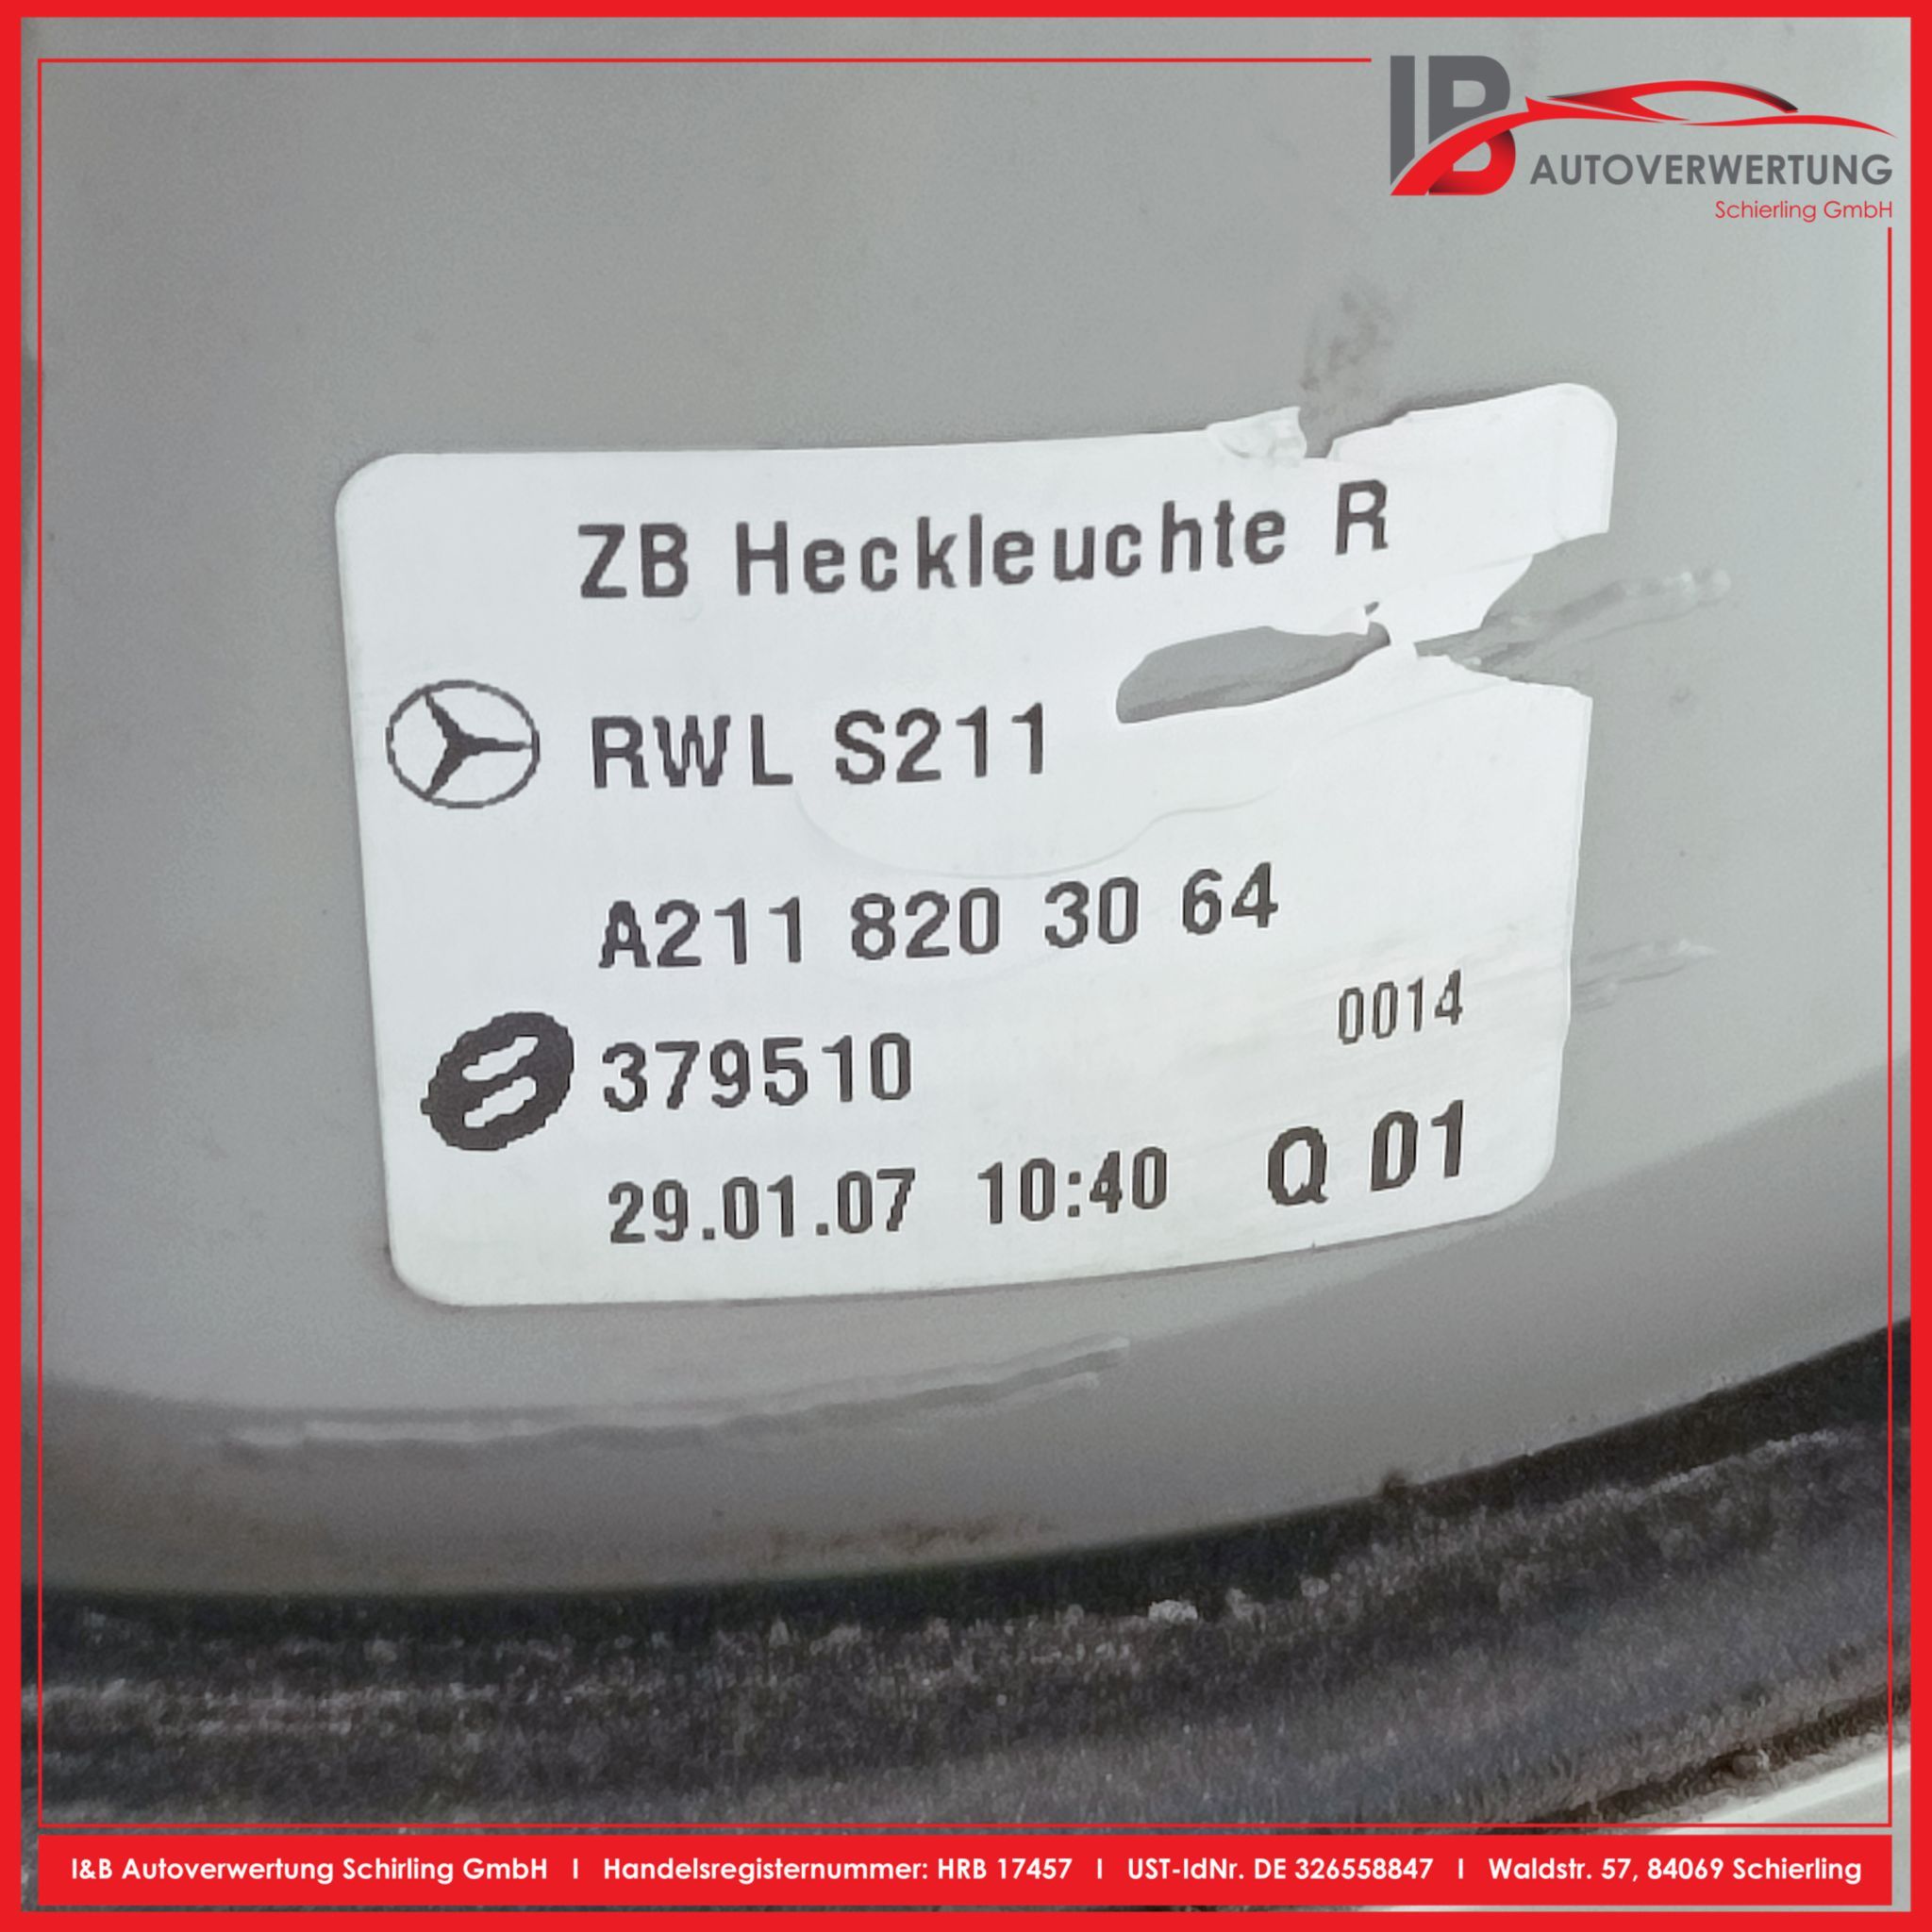 IB
AUTOVERWERTUNG
Schierling GmbH
ZB Heckleuchte R
RWL S211
A211 820 30 64
0014
379510
29.01.07 10:40 Q 01
I&B Autoverwertung Schirling GmbH I Handelsregisternummer: HRB 17457 I UST-IdNr. DE 326558847 I Waldstr. 57, 84069 Schierling